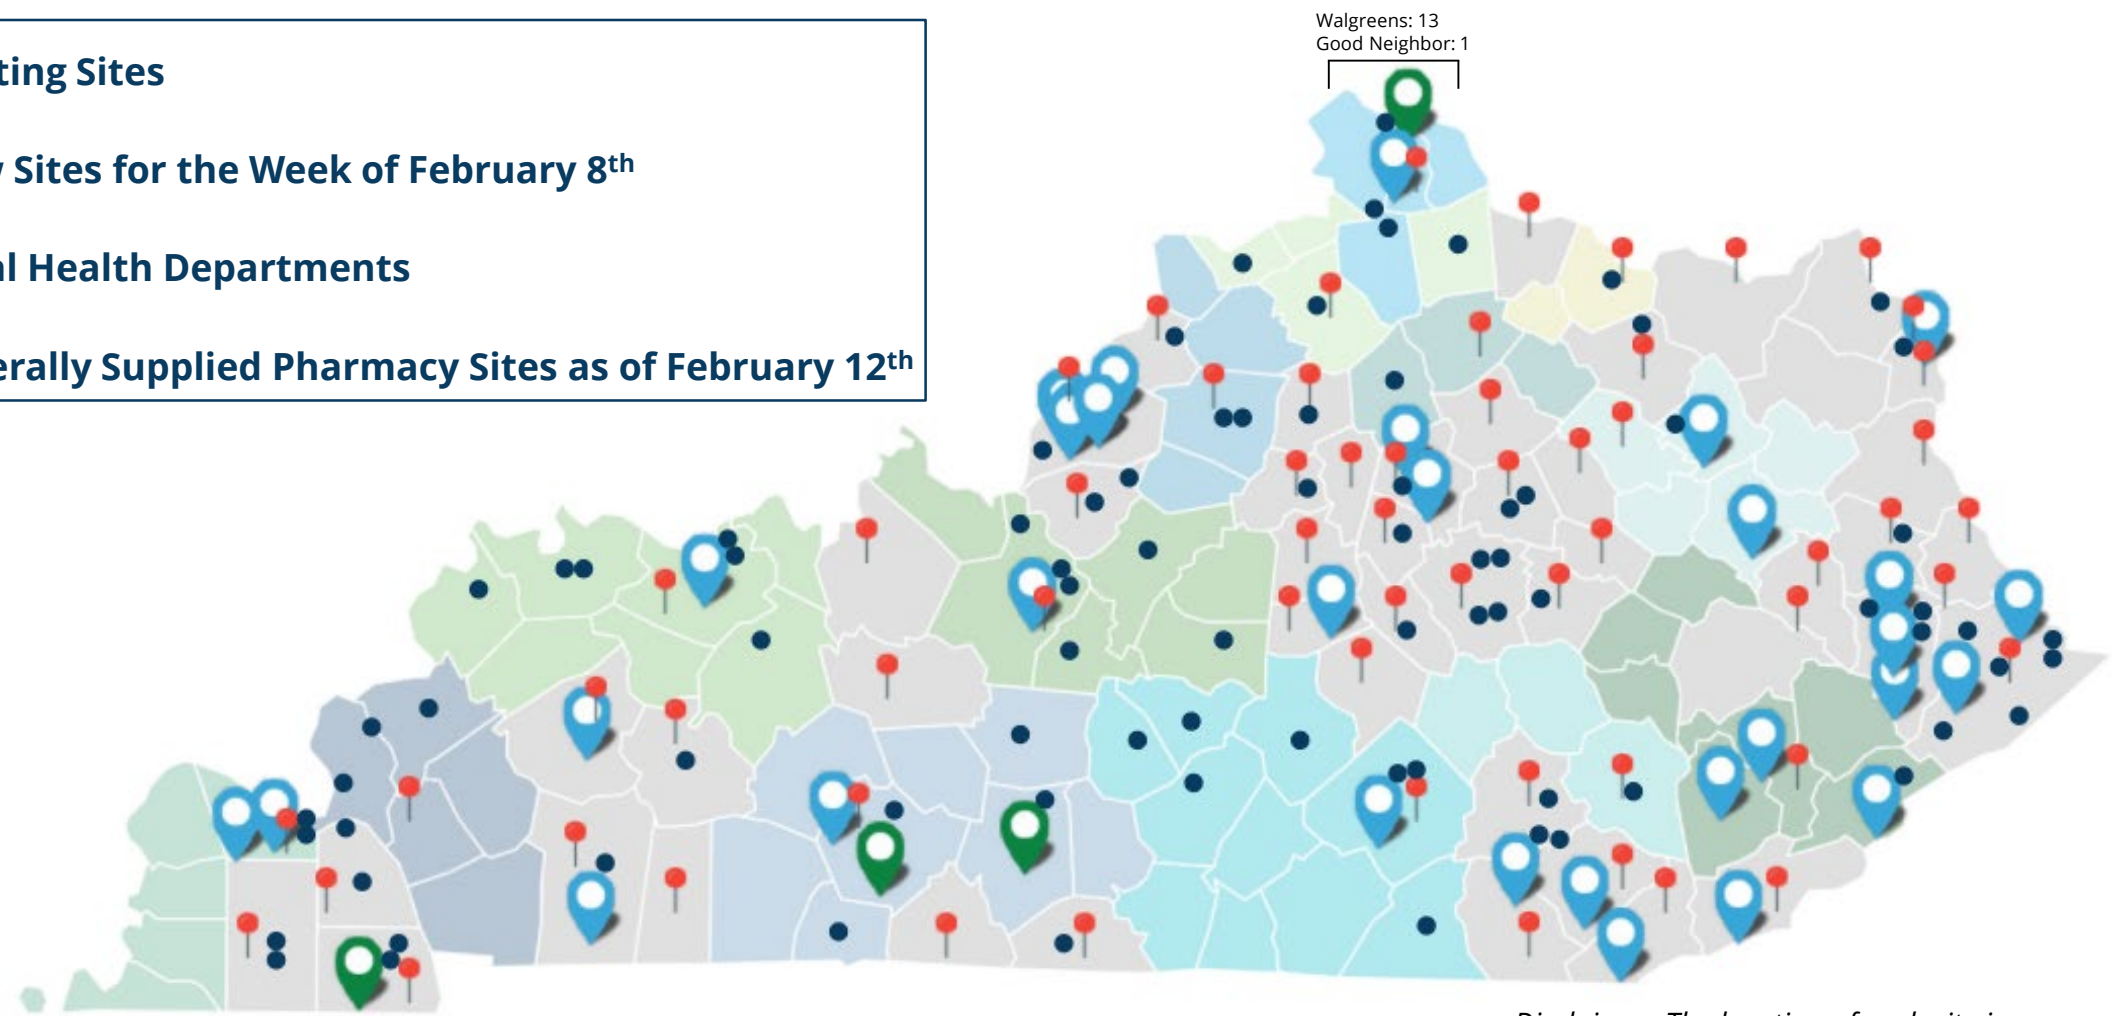 Walgreens: 13
Good Neighbor: 1
ting Sites
Sites for the Week of February 8th
l Health Departments
erally Supplied Pharmacy Sites as of February 12th